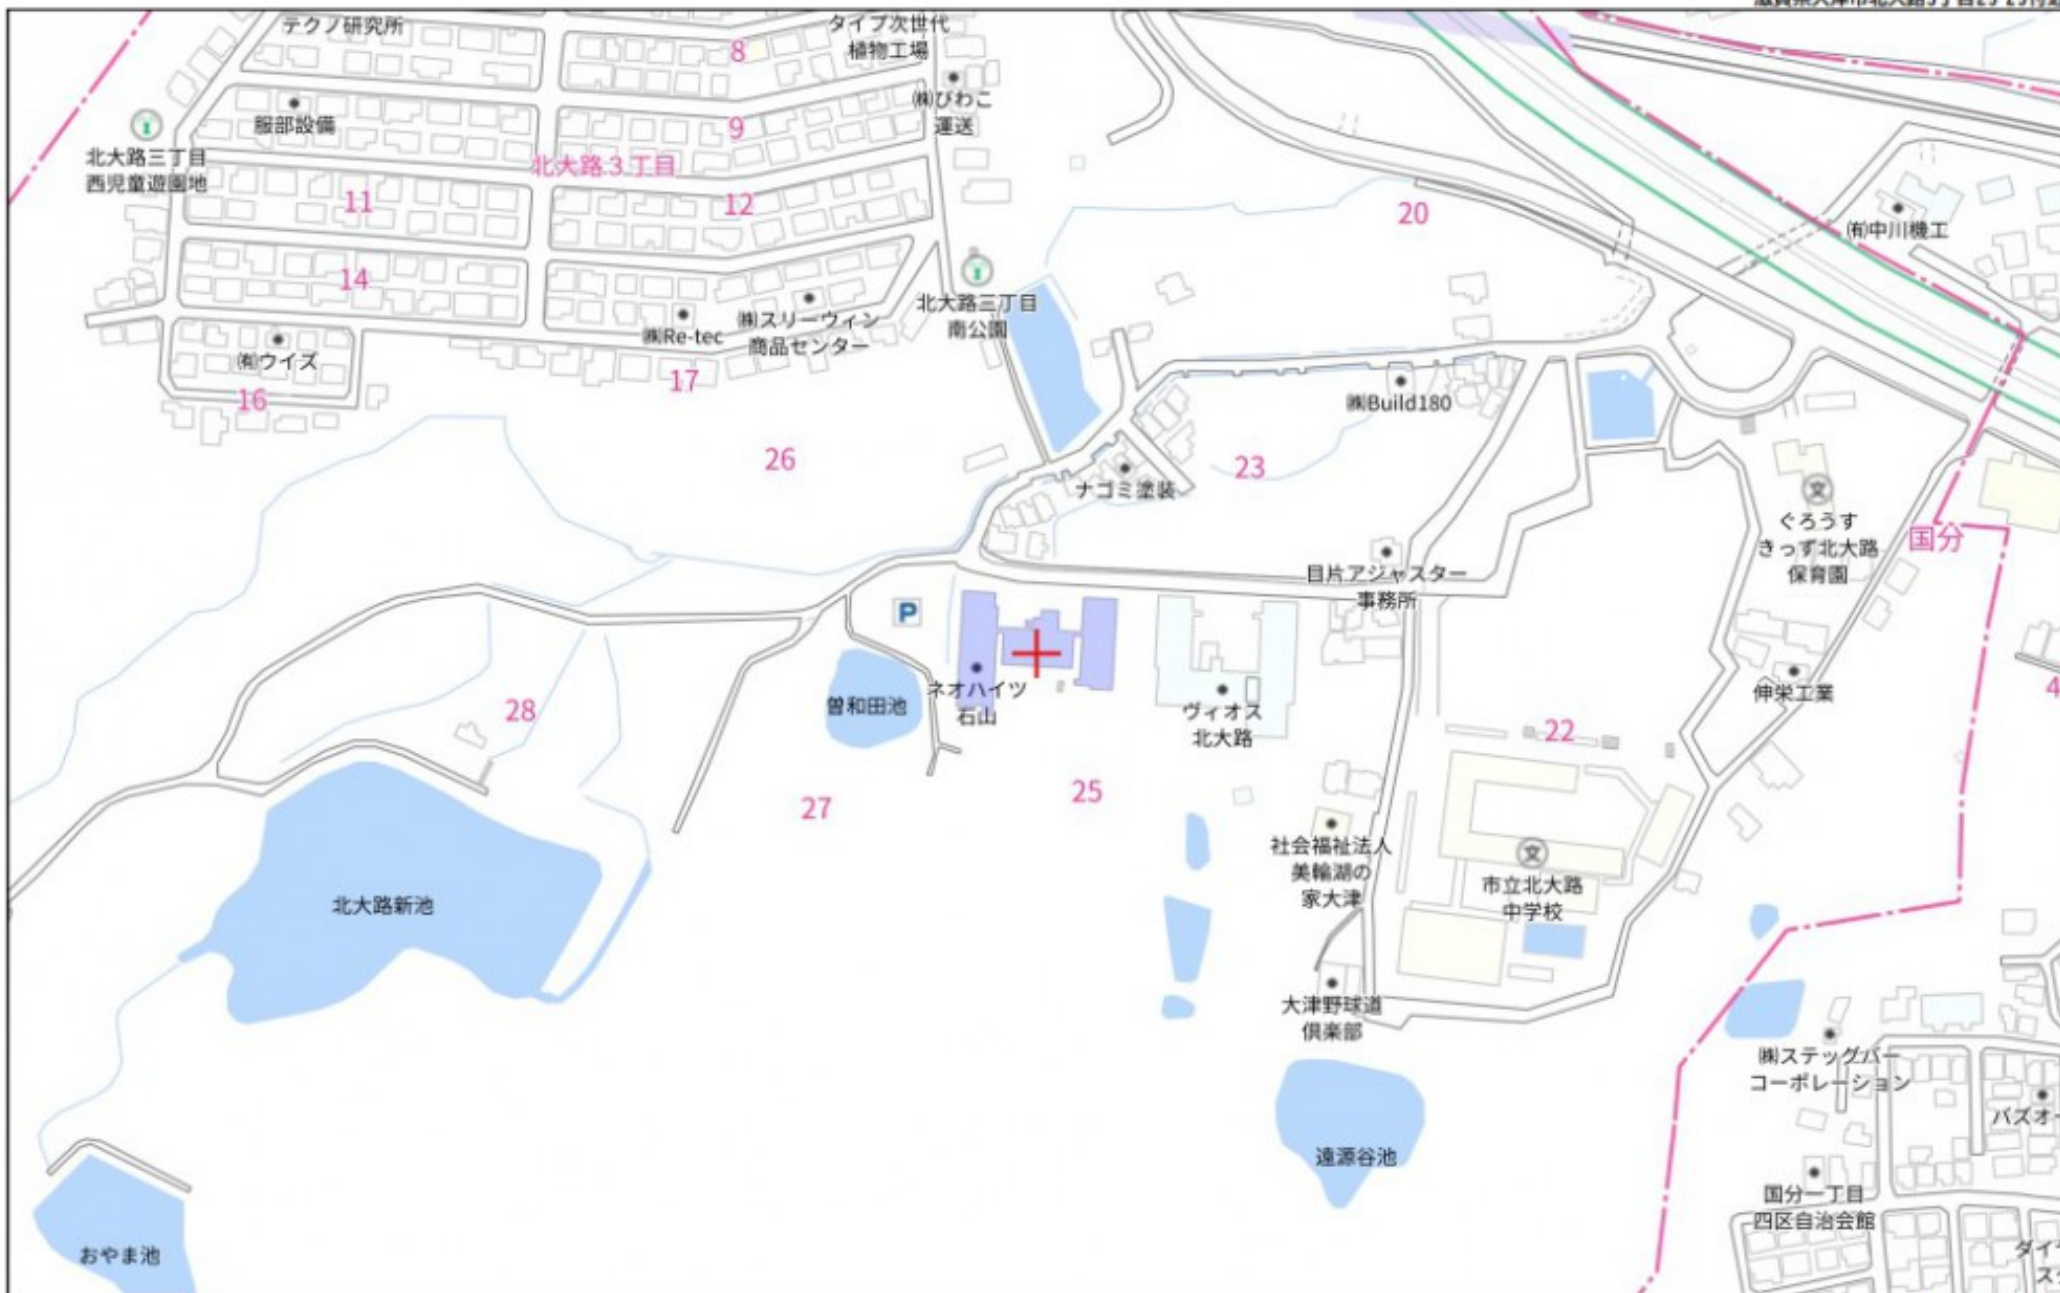 テクノ研究所
タイプ次世代
植物工場
8
㈱びわこ
運送
服部設備
9
北大路三丁目
西児童遊園地
北大路3丁目
11
12
20
㈲中川機工
14
北大路三丁目
南公園
㈱Re-tec
㈱スリーウィン
商品センター
㈲ウイズ
17
16
㈱Build180
26
23
ナゴミ塗装
ぐろうす
きっず北大路
保育園
国分
目片アジャスター
事務所
P
28
曽和田池
ネオハイツ
石山
ヴィオス
北大路
伸栄工業
22
4
27
25
社会福祉法人
美輪湖の
家大津
市立北大路
中学校
北大路新池
大津野球道
倶楽部
㈱ステッグバー
コーポレーション
バズオー
遠源谷池
国分一丁目
四区自治会館
おやま池
ダイ
ス